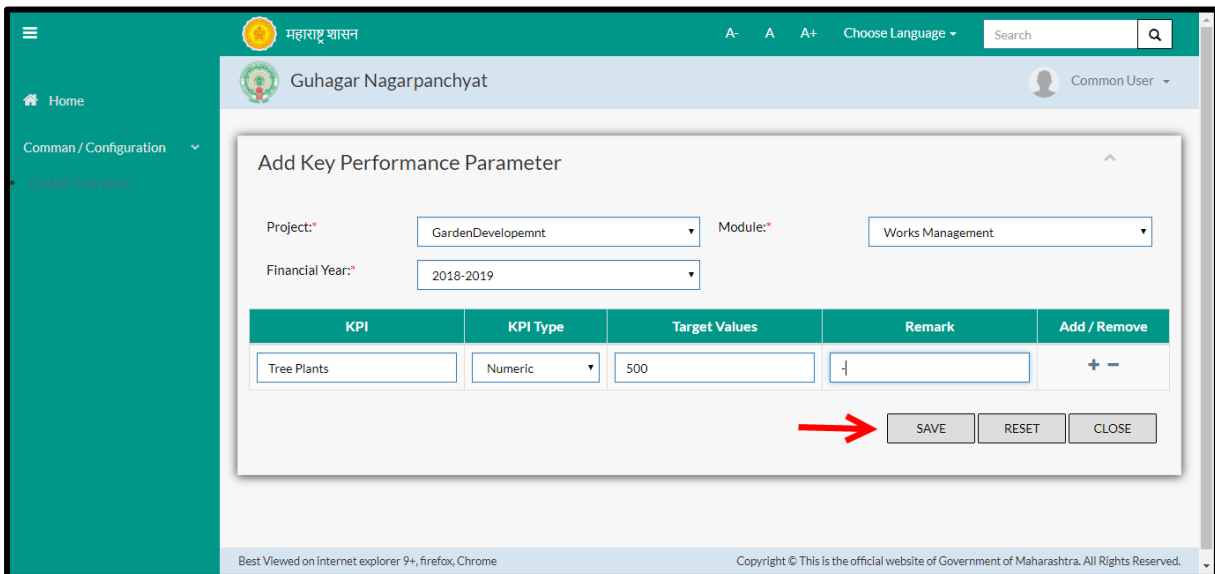 महाराष्ट्र शासन A- A A+ Choose Language Search
Guhagar Nagarpanchyat Common User
Home
Comman / Configuration
Create Grievance
Add Key Performance Parameter
Project:* GardenDevelopemnt Module:* Works Management
Financial Year:* 2018-2019
KPI KPI Type Target Values Remark Add / Remove
Tree Plants Numeric 500 - + −
SAVE RESET CLOSE
Best Viewed on internet explorer 9+, firefox, Chrome Copyright © This is the official website of Government of Maharashtra. All Rights Reserved.